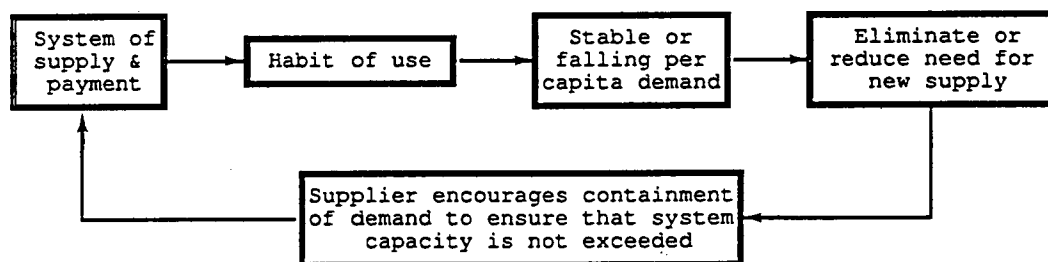 System of
supply &
payment
Habit of use
Stable or
falling per
capita demand
Eliminate or
reduce need for
new supply
Supplier encourages containment
of demand to ensure that system
capacity is not exceeded